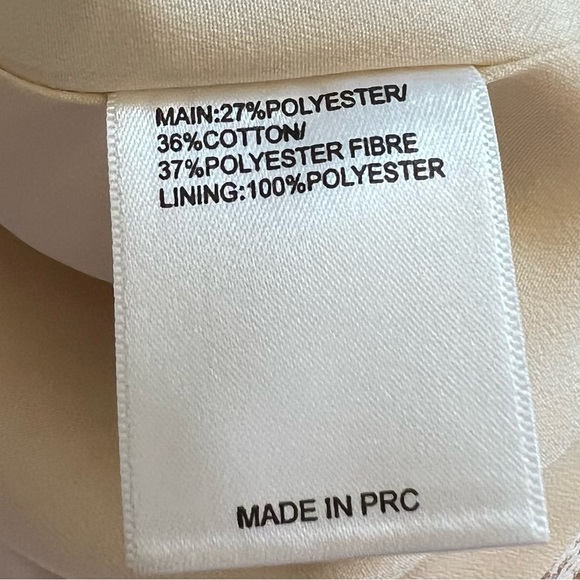 MAIN:27%POLYESTER/
36%COTTON/
37%POLYESTER FIBRE
LINING:100%POLYESTER
MADE IN PRC